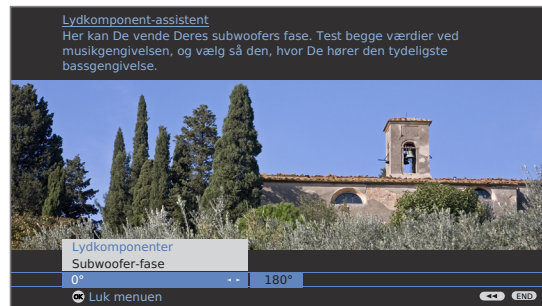 Lydkomponent-assistent
Her kan De vende Deres subwoofers fase. Test begge værdier ved
musikgengivelsen, og vælg så den, hvor De hører den tydeligste
bassgengivelse.
Lydkomponenter
Subwoofer-fase
0° 180°
OK Luk menuen
END